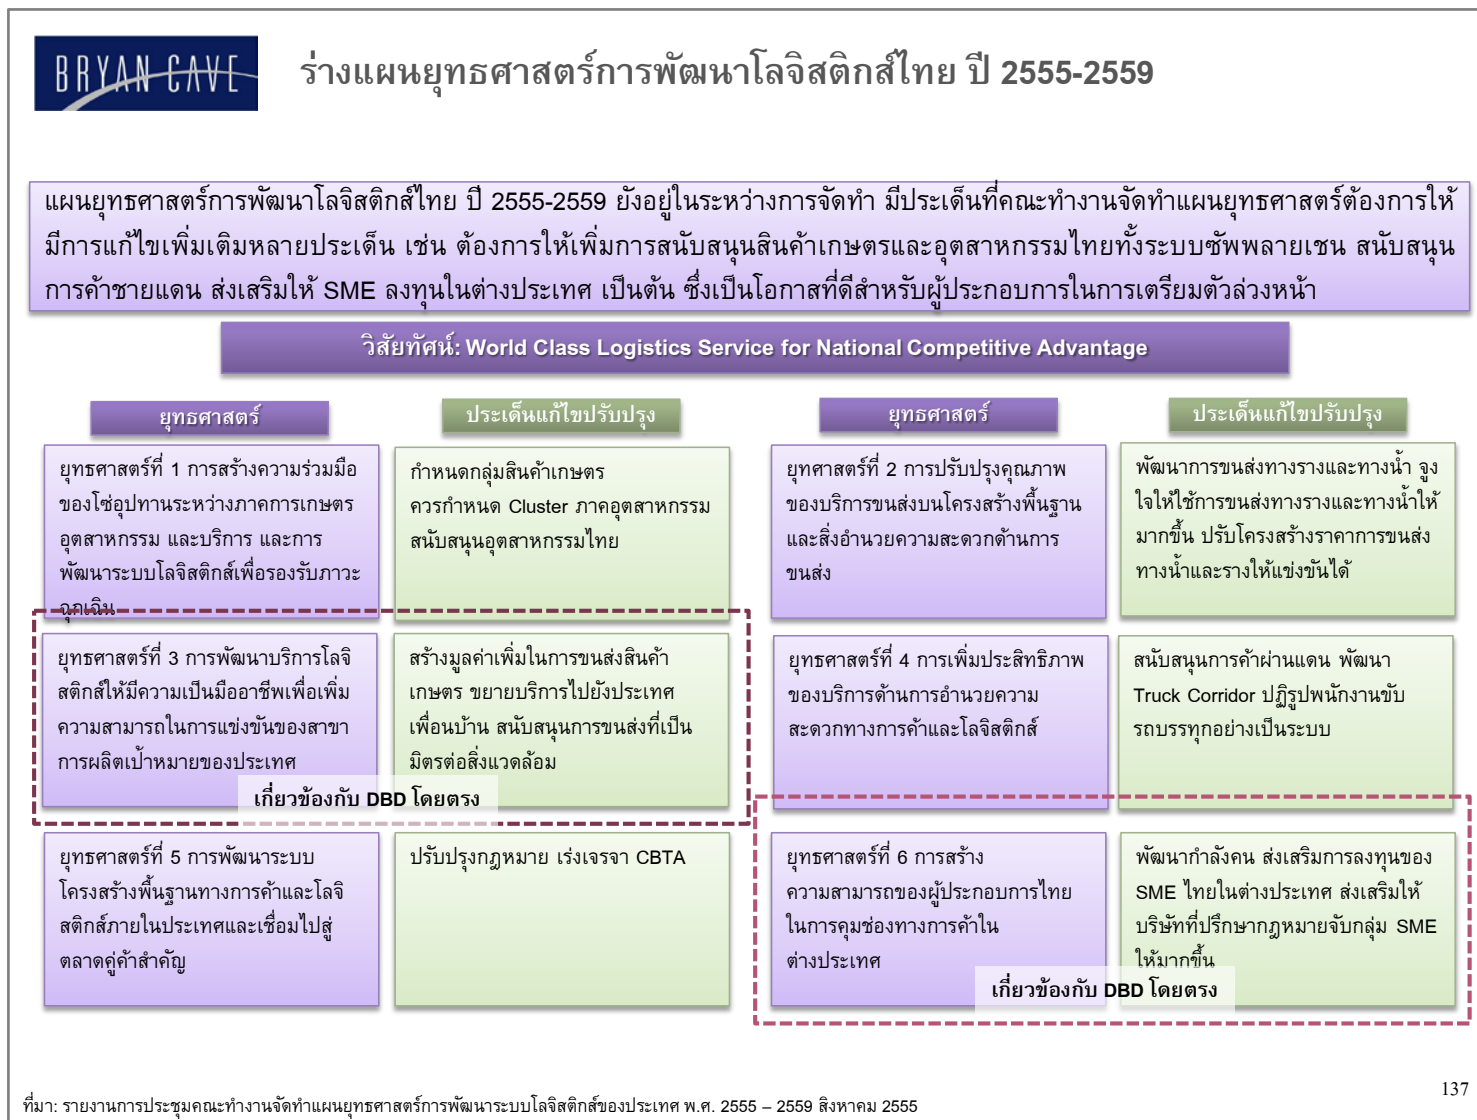 BRYAN CAVE
ร่างแผนยุทธศาสตร์การพัฒนาโลจิสติกส์ไทย ปี 2555-2559
แผนยุทธศาสตร์การพัฒนาโลจิสติกส์ไทย ปี 2555-2559 ยังอยู่ในระหว่างการจัดทำ มีประเด็นที่คณะทำงานจัดทำแผนยุทธศาสตร์ต้องการให้
มีการแก้ไขเพิ่มเติมหลายประเด็น เช่น ต้องการให้เพิ่มการสนับสนุนสินค้าเกษตรและอุตสาหกรรมไทยทั้งระบบซัพพลายเชน สนับสนุน
การค้าชายแดน ส่งเสริมให้ SME ลงทุนในต่างประเทศ เป็นต้น ซึ่งเป็นโอกาสที่ดีสำหรับผู้ประกอบการในการเตรียมตัวล่วงหน้า
วิสัยทัศน์: World Class Logistics Service for National Competitive Advantage
ยุทธศาสตร์
ประเด็นแก้ไขปรับปรุง
ยุทธศาสตร์
ประเด็นแก้ไขปรับปรุง
ยุทธศาสตร์ที่ 1 การสร้างความร่วมมือ
ของโซ่อุปทานระหว่างภาคการเกษตร
อุตสาหกรรม และบริการ และการ
พัฒนาระบบโลจิสติกส์เพื่อรองรับภาวะ
ฉุกเฉิน
กำหนดกลุ่มสินค้าเกษตร
ควรกำหนด Cluster ภาคอุตสาหกรรม
สนับสนุนอุตสาหกรรมไทย
ยุทศาสตร์ที่ 2 การปรับปรุงคุณภาพ
ของบริการขนส่งบนโครงสร้างพื้นฐาน
และสิ่งอำนวยความสะดวกด้านการ
ขนส่ง
พัฒนาการขนส่งทางรางและทางน้ำ จูง
ใจให้ใช้การขนส่งทางรางและทางน้ำให้
มากขึ้น ปรับโครงสร้างราคาการขนส่ง
ทางน้ำและรางให้แข่งขันได้
ยุทธศาสตร์ที่ 3 การพัฒนาบริการโลจิ
สติกส์ให้มีความเป็นมืออาชีพเพื่อเพิ่ม
ความสามารถในการแข่งขันของสาขา
การผลิตเป้าหมายของประเทศ
สร้างมูลค่าเพิ่มในการขนส่งสินค้า
เกษตร ขยายบริการไปยังประเทศ
เพื่อนบ้าน สนับสนุนการขนส่งที่เป็น
มิตรต่อสิ่งแวดล้อม
เกี่ยวข้องกับ DBD โดยตรง
ยุทธศาสตร์ที่ 4 การเพิ่มประสิทธิภาพ
ของบริการด้านการอำนวยความ
สะดวกทางการค้าและโลจิสติกส์
สนับสนุนการค้าผ่านแดน พัฒนา
Truck Corridor ปฏิรูปพนักงานขับ
รถบรรทุกอย่างเป็นระบบ
ยุทธศาสตร์ที่ 5 การพัฒนาระบบ
โครงสร้างพื้นฐานทางการค้าและโลจิ
สติกส์ภายในประเทศและเชื่อมไปสู่
ตลาดคู่ค้าสำคัญ
ปรับปรุงกฎหมาย เร่งเจรจา CBTA
ยุทธศาสตร์ที่ 6 การสร้าง
ความสามารถของผู้ประกอบการไทย
ในการคุมช่องทางการค้าใน
ต่างประเทศ
พัฒนากำลังคน ส่งเสริมการลงทุนของ
SME ไทยในต่างประเทศ ส่งเสริมให้
บริษัทที่ปรึกษากฎหมายจับกลุ่ม SME
ให้มากขึ้น
เกี่ยวข้องกับ DBD โดยตรง
137
ที่มา: รายงานการประชุมคณะทำงานจัดทำแผนยุทธศาสตร์การพัฒนาระบบโลจิสติกส์ของประเทศ พ.ศ. 2555 – 2559 สิงหาคม 2555